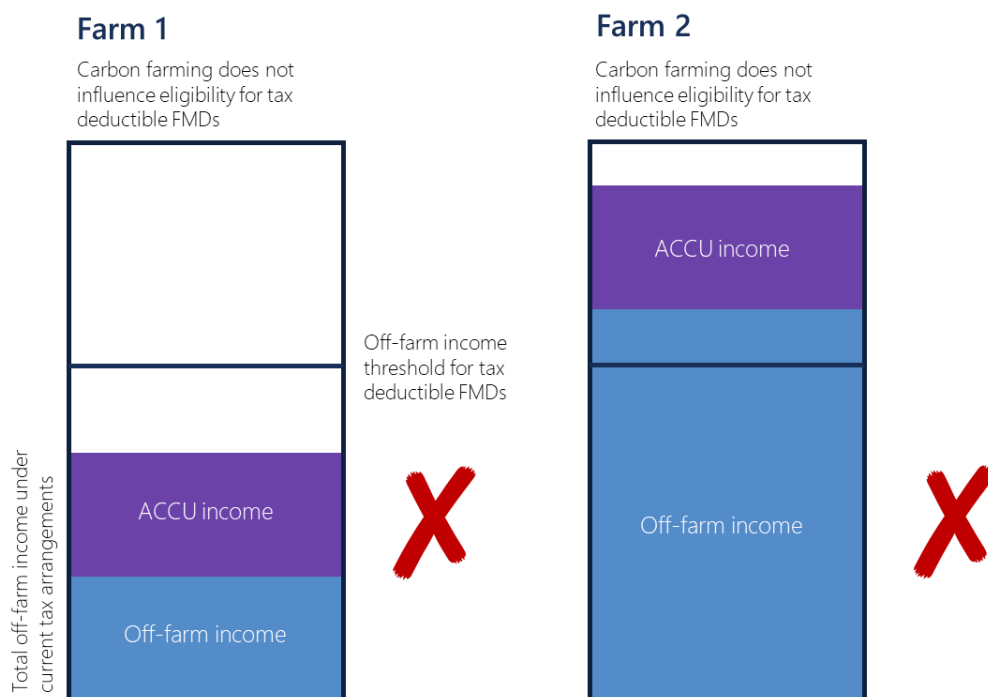 Farm 1
Carbon farming does not
influence eligibility for tax
deductible FMDs
Farm 2
Carbon farming does not
influence eligibility for tax
deductible FMDs
ACCU income
Off-farm income
threshold for tax
deductible FMDs
Total off-farm income under
current tax arrangements
ACCU income
Off-farm income
Off-farm income